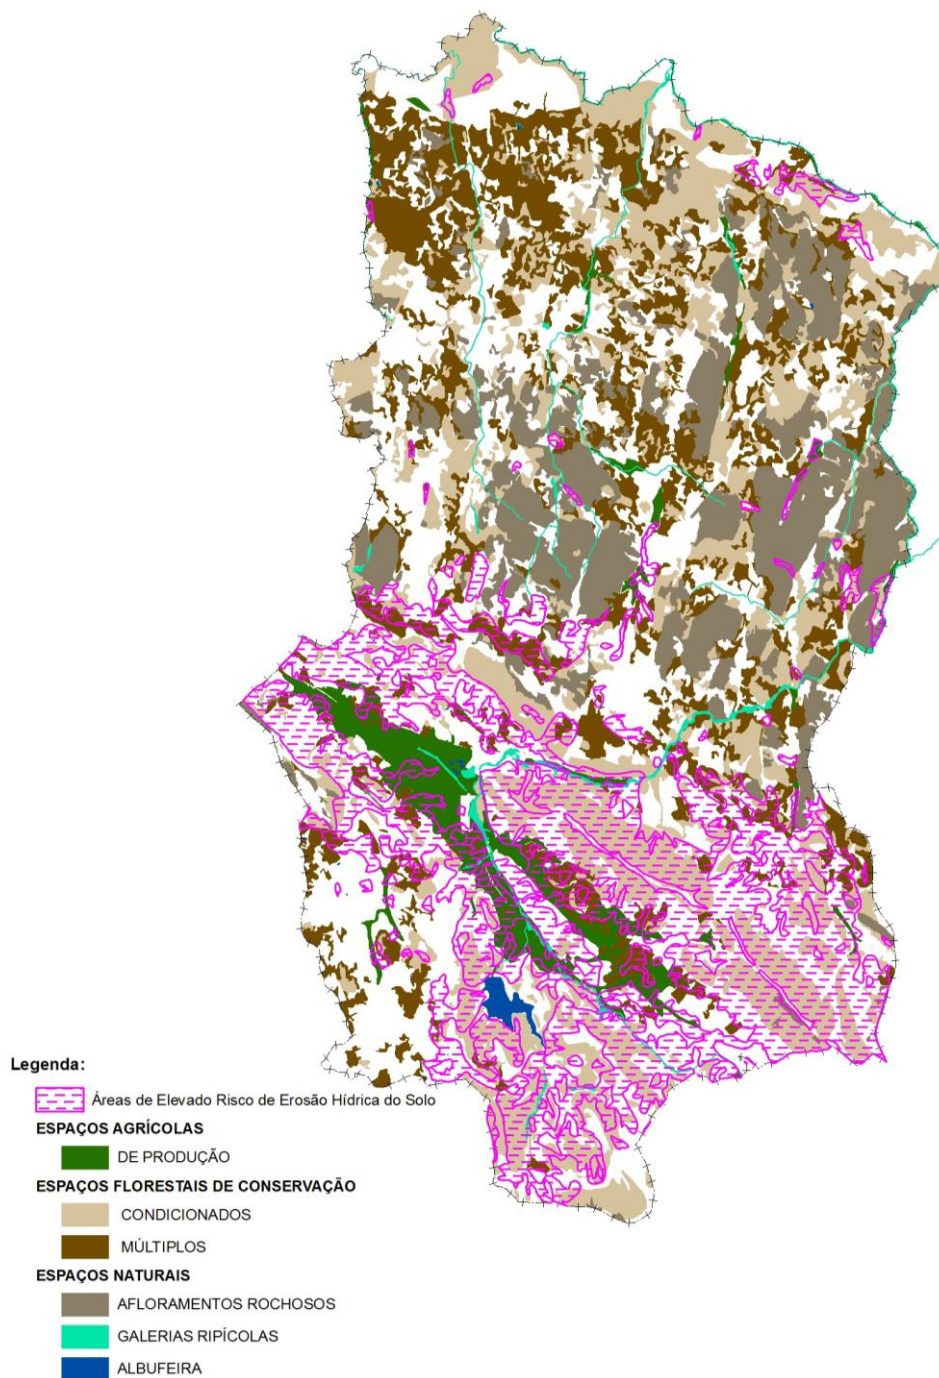 Legenda:
Áreas de Elevado Risco de Erosão Hídrica do Solo
ESPAÇOS AGRÍCOLAS
DE PRODUÇÃO
ESPAÇOS FLORESTAIS DE CONSERVAÇÃO
CONDICIONADOS
MÚLTIPLOS
ESPAÇOS NATURAIS
AFLORAMENTOS ROCHOSOS
GALERIAS RIPÍCOLAS
ALBUFEIRA